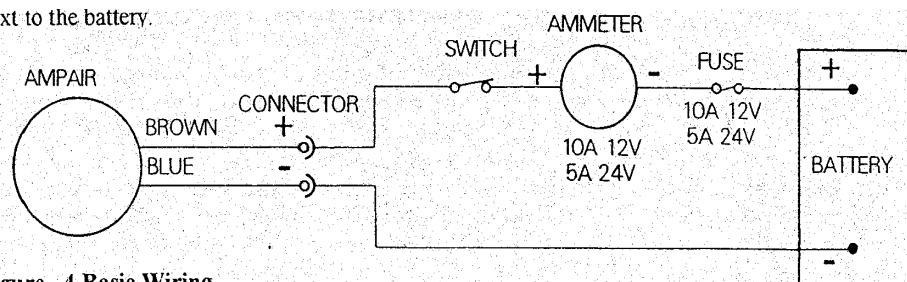 xt to the battery.
AMPAIR
BROWN
BLUE
CONNECTOR
+
-
SWITCH
+
AMMETER
-
10A 12V
5A 24V
FUSE
10A 12V
5A 24V
+
BATTERY
-
gure 4 Basic Wiring